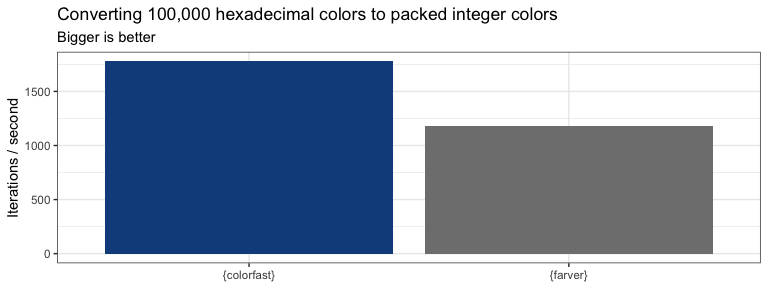 Converting 100,000 hexadecimal colors to packed integer colors
Bigger is better
Iterations / second
1500
1000
500
0
{colorfast}
{farver}